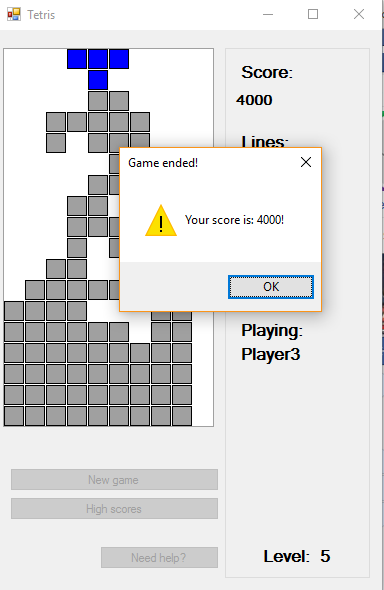 Tetris
Score:
4000
Lines:
Game ended!
Your score is: 4000!
OK
Playing:
Player3
New game
High scores
Need help?
Level: 5